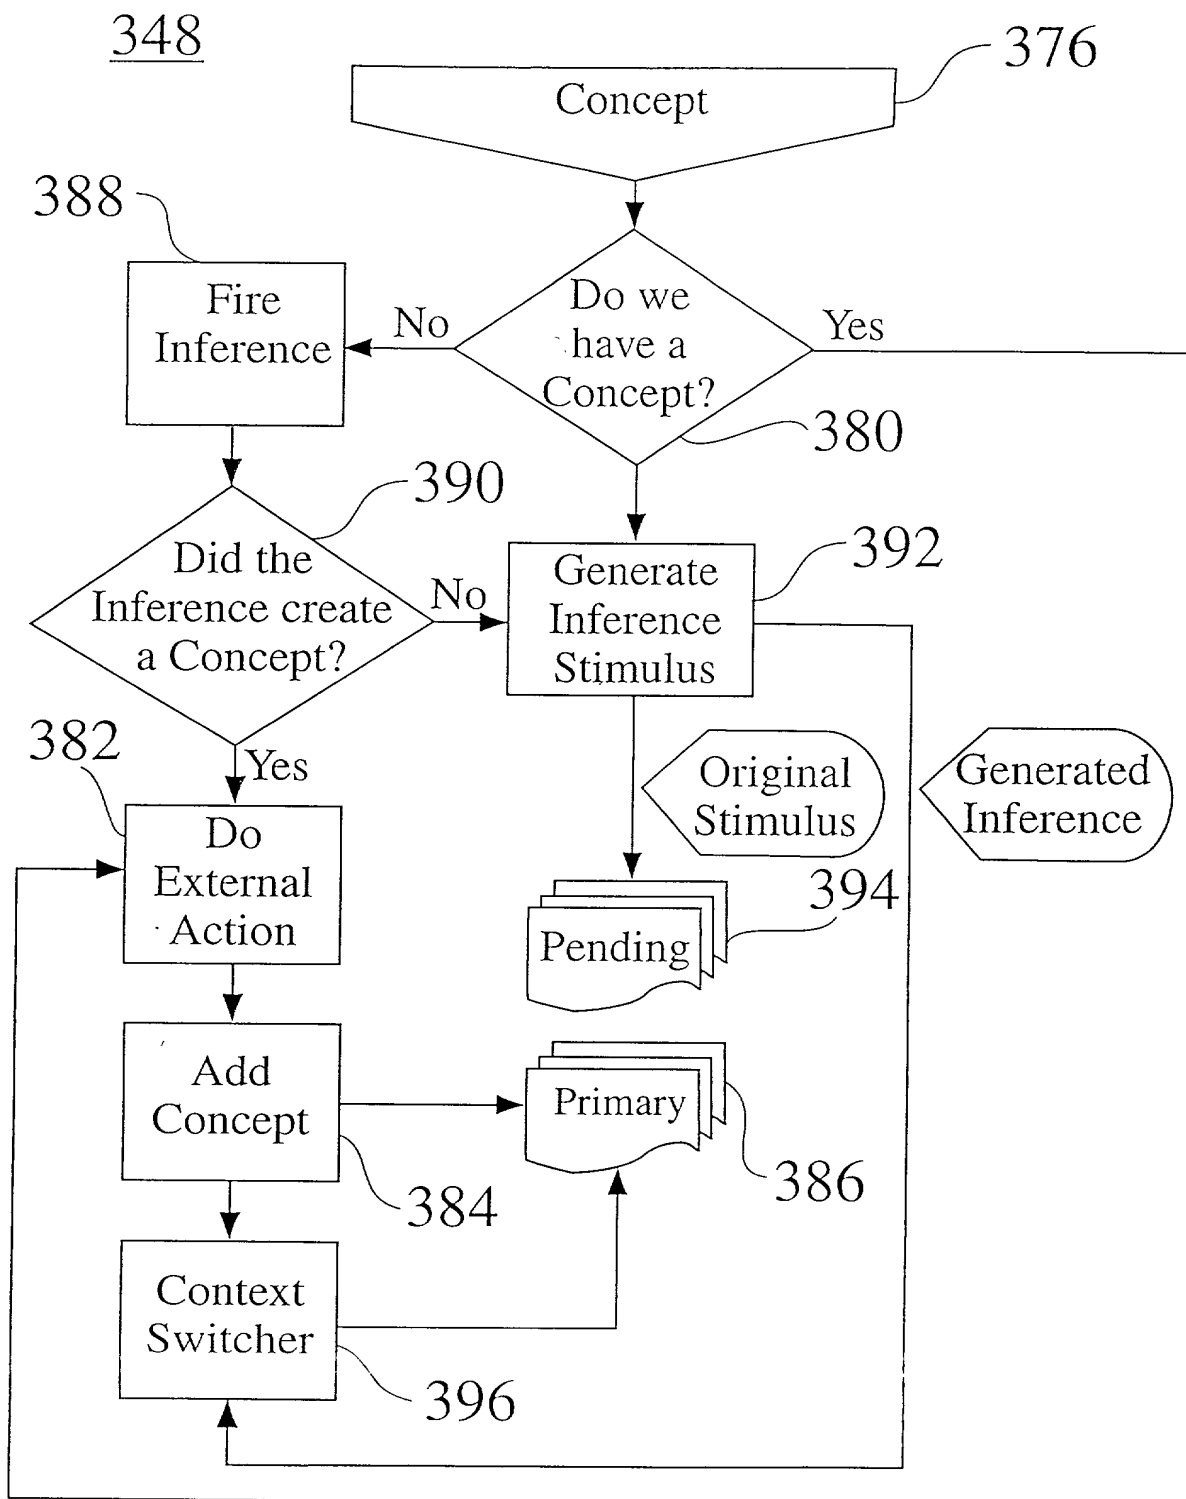 348
376
Concept
388
Fire
Inference
No
Do we
have a
Concept?
Yes
380
390
Did the
Inference create
a Concept?
No
392
Generate
Inference
Stimulus
382
Yes
Original
Stimulus
Generated
Inference
Do
External
Action
394
Pending
Add
Concept
Primary
384
386
Context
Switcher
396